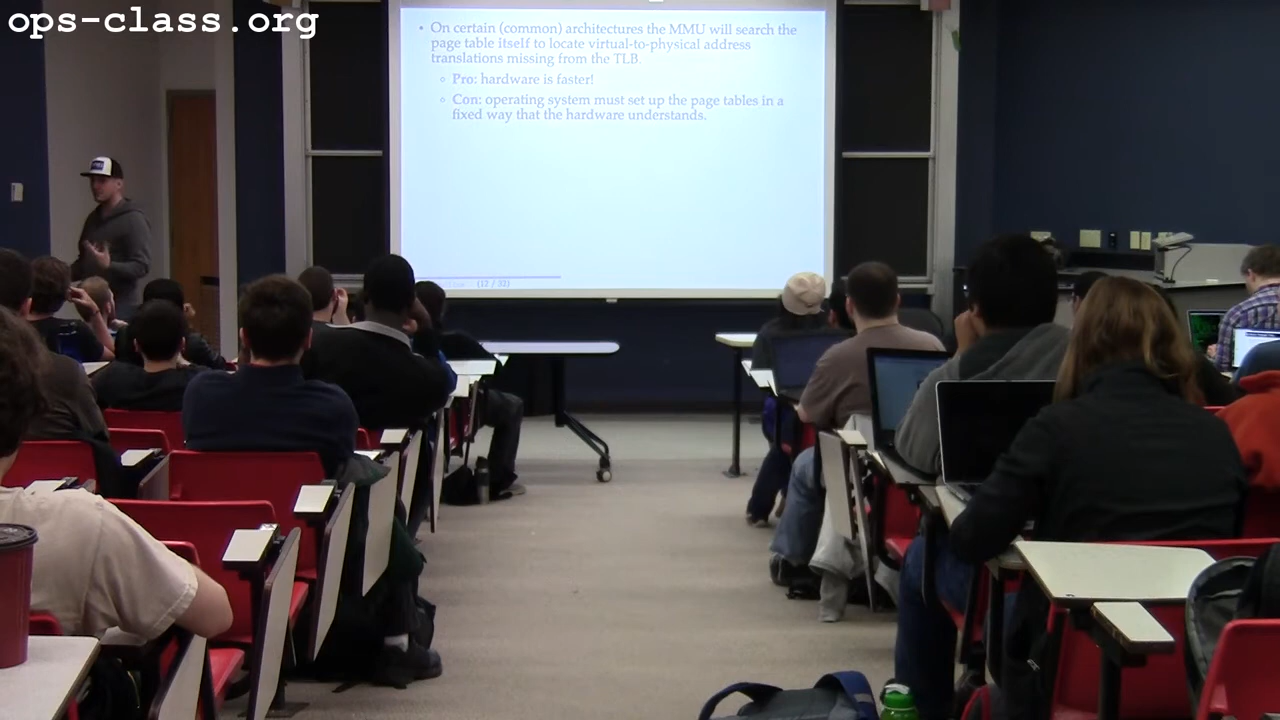 ops-class.org
• On certain (common) architectures the MMU will search the
page table itself to locate virtual-to-physical address
translations missing from the TLB.
◦ Pro: hardware is faster!
◦ Con: operating system must set up the page tables in a
fixed way that the hardware understands.